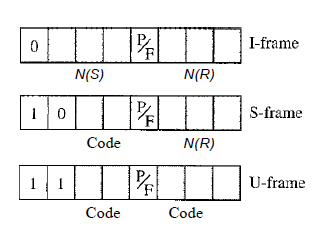 0 P/F I-frame
N(S) N(R)
1 0 P/F S-frame
Code N(R)
1 1 P/F U-frame
Code Code